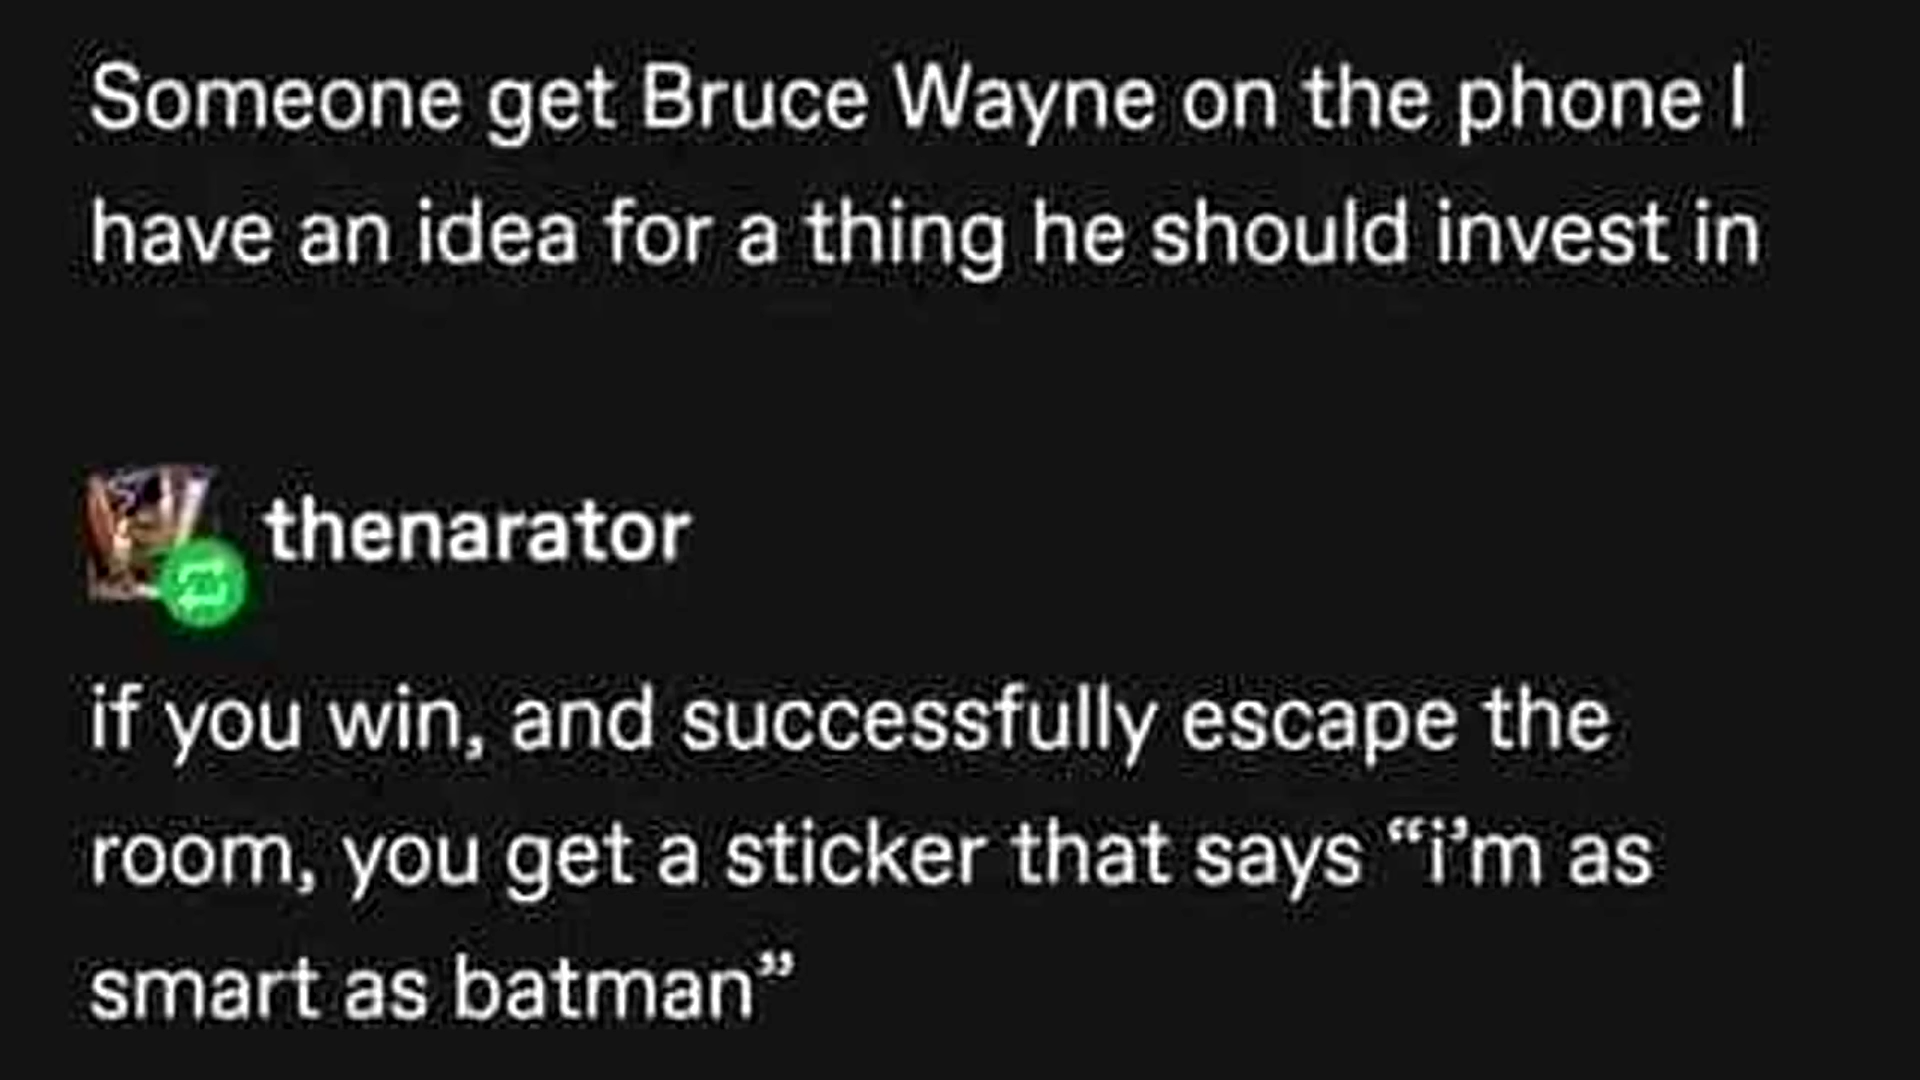 Someone get Bruce Wayne on the phone I
have an idea for a thing he should invest in
thenarator
if you win, and successfully escape the
room, you get a sticker that says “i’m as
smart as batman”